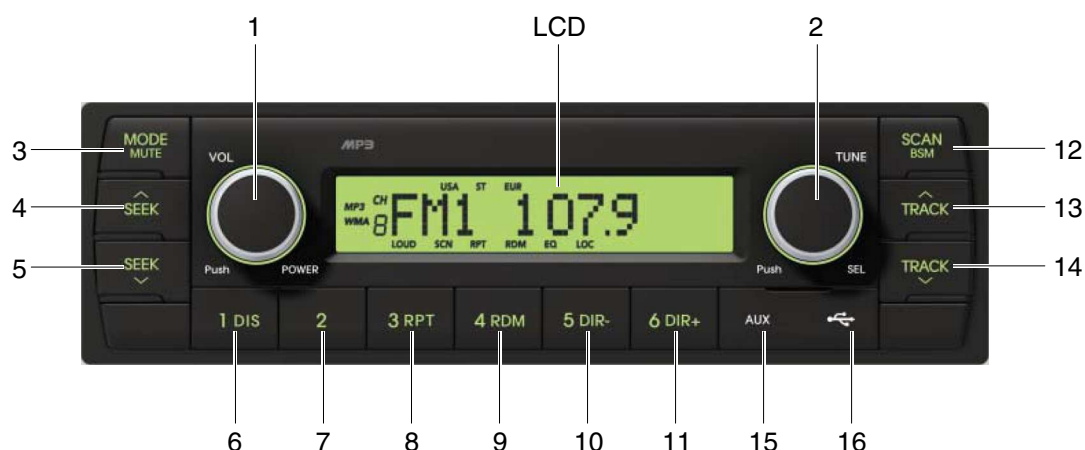 1 LCD 2
3 MODE MUTE
4 SEEK
5 SEEK
VOL
Push POWER
MP3
USA ST EUR
MP3 CH
WMA 8 FM1 107.9
LOUD SCN RPT RDM EQ LOC
TUNE
Push SEL
SCAN BSM 12
TRACK 13
TRACK 14
1 DIS 2 3 RPT 4 RDM 5 DIR- 6 DIR+ AUX
6 7 8 9 10 11 15 16